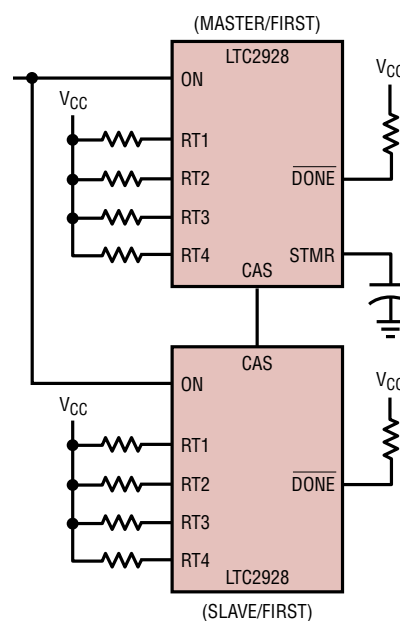 (MASTER/FIRST)
LTC2928
ON
VCC
VCC
RT1
RT2
RT3
RT4
DONE
STMR
CAS
CAS
ON
VCC
VCC
RT1
RT2
RT3
RT4
DONE
LTC2928
(SLAVE/FIRST)